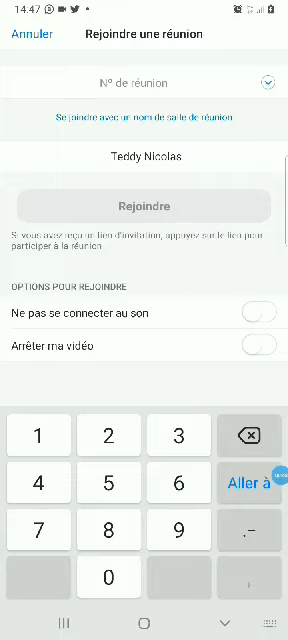 14:47
Annuler Rejoindre une réunion
N° de réunion
Se joindre avec un nom de salle de réunion
Teddy Nicolas
Rejoindre
Si vous avez reçu un lien d'invitation, appuyez sur le lien pour
participer à la réunion
OPTIONS POUR REJOINDRE
Ne pas se connecter au son
Arrêter ma vidéo
1 2 3
4 5 6 Aller à
7 8 9 .-
0 ,